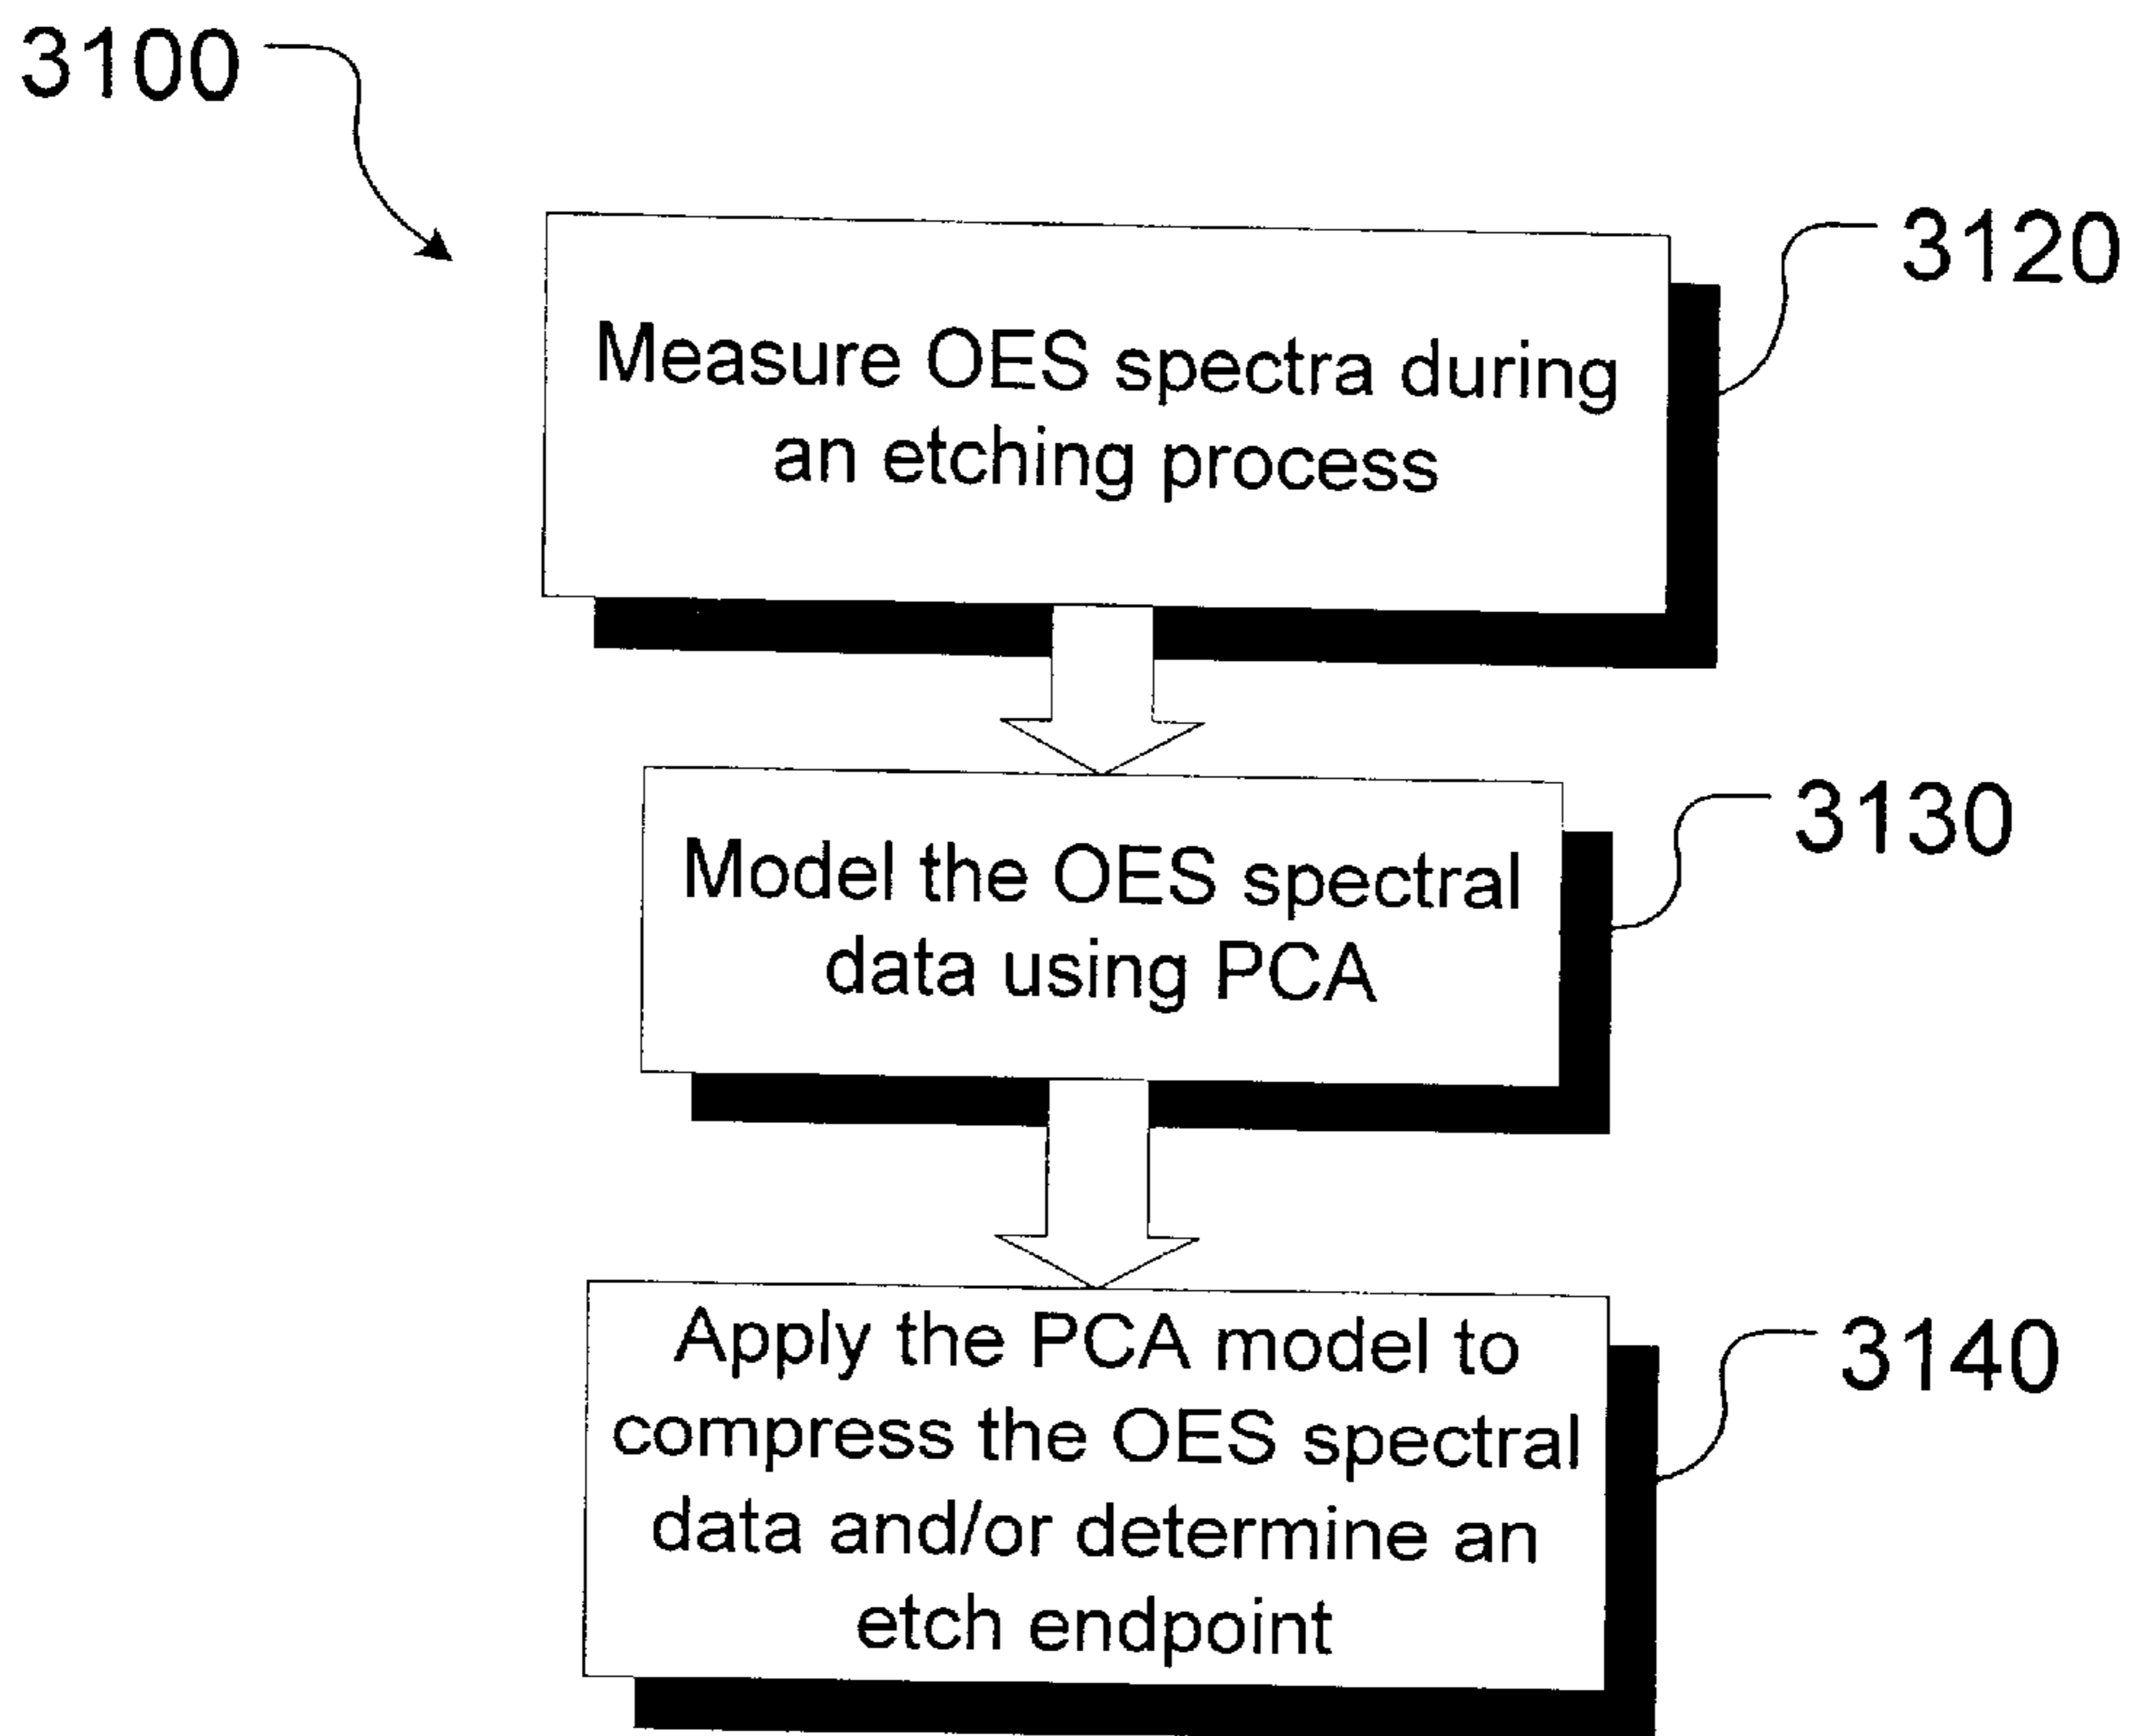 3100
3120
Measure OES spectra during
an etching process
3130
Model the OES spectral
data using PCA
3140
Apply the PCA model to
compress the OES spectral
data and/or determine an
etch endpoint